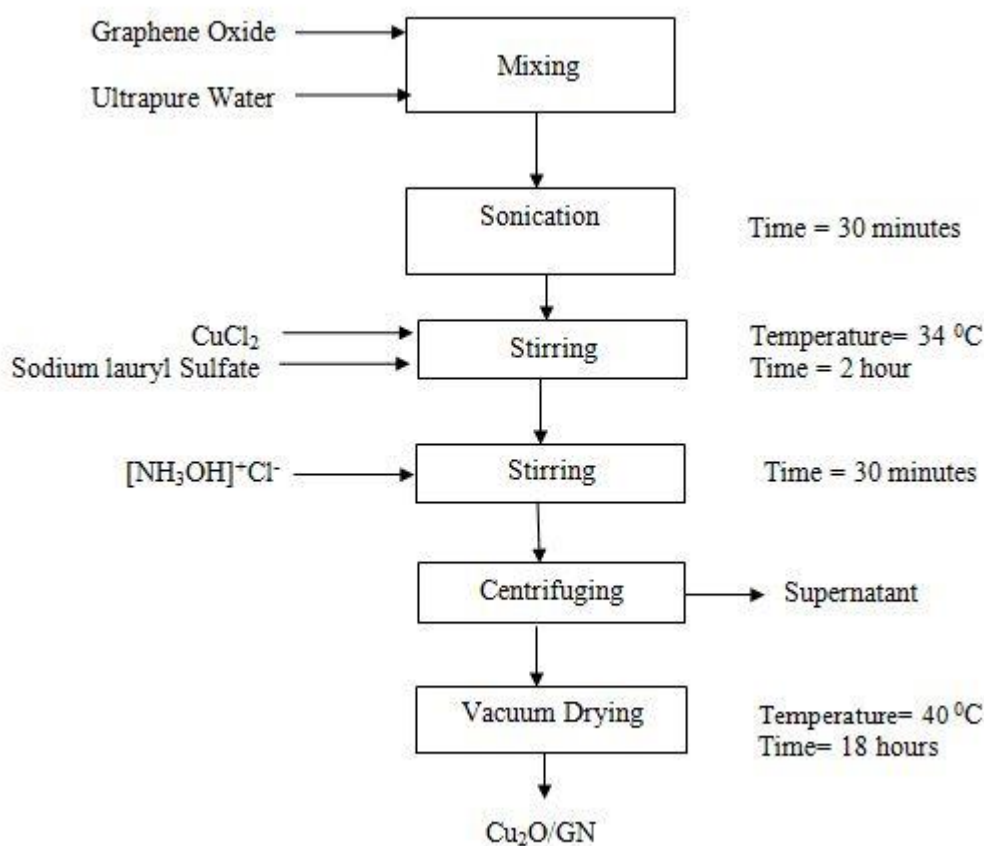 Graphene Oxide
Mixing
Ultrapure Water
Sonication
Time = 30 minutes
CuCl₂
Stirring
Temperature= 34 ⁰C
Sodium lauryl Sulfate
Time = 2 hour
[NH₃OH]⁺Cl⁻
Stirring
Time = 30 minutes
Centrifuging
Supernatant
Vacuum Drying
Temperature= 40 ⁰C
Time= 18 hours
Cu₂O/GN